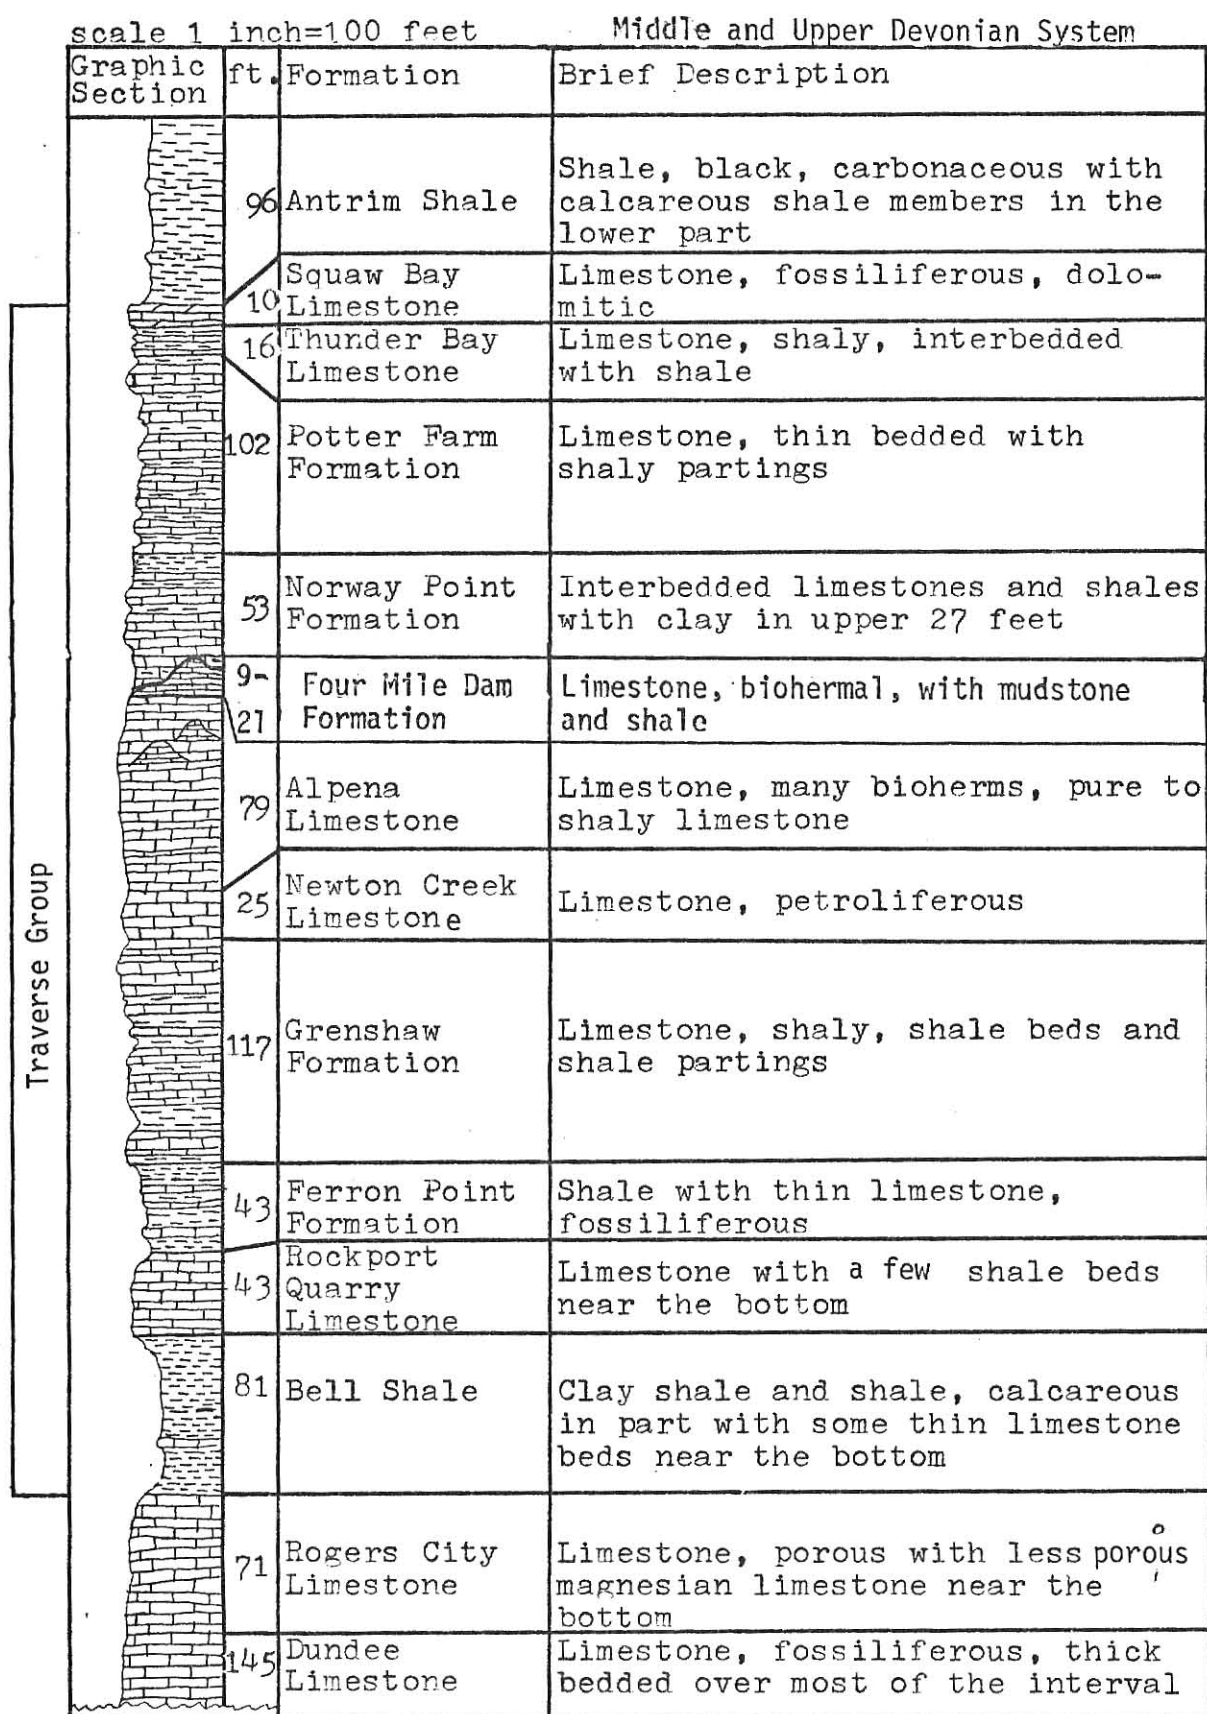 scale 1 inch=100 feet
Middle and Upper Devonian System
Graphic Section
ft.
Formation
Brief Description
96
Antrim Shale
Shale, black, carbonaceous with
calcareous shale members in the
lower part
10
Squaw Bay
Limestone
Limestone, fossiliferous, dolo-
mitic
16
Thunder Bay
Limestone
Limestone, shaly, interbedded
with shale
102
Potter Farm
Formation
Limestone, thin bedded with
shaly partings
53
Norway Point
Formation
Interbedded limestones and shales
with clay in upper 27 feet
9-
21
Four Mile Dam
Formation
Limestone, biohermal, with mudstone
and shale
79
Alpena
Limestone
Limestone, many bioherms, pure to
shaly limestone
25
Newton Creek
Limestone
Limestone, petroliferous
117
Grenshaw
Formation
Limestone, shaly, shale beds and
shale partings
43
Ferron Point
Formation
Shale with thin limestone,
fossiliferous
43
Rockport
Quarry
Limestone
Limestone with a few shale beds
near the bottom
81
Bell Shale
Clay shale and shale, calcareous
in part with some thin limestone
beds near the bottom
71
Rogers City
Limestone
Limestone, porous with less porous
magnesian limestone near the
bottom
145
Dundee
Limestone
Limestone, fossiliferous, thick
bedded over most of the interval
Traverse Group